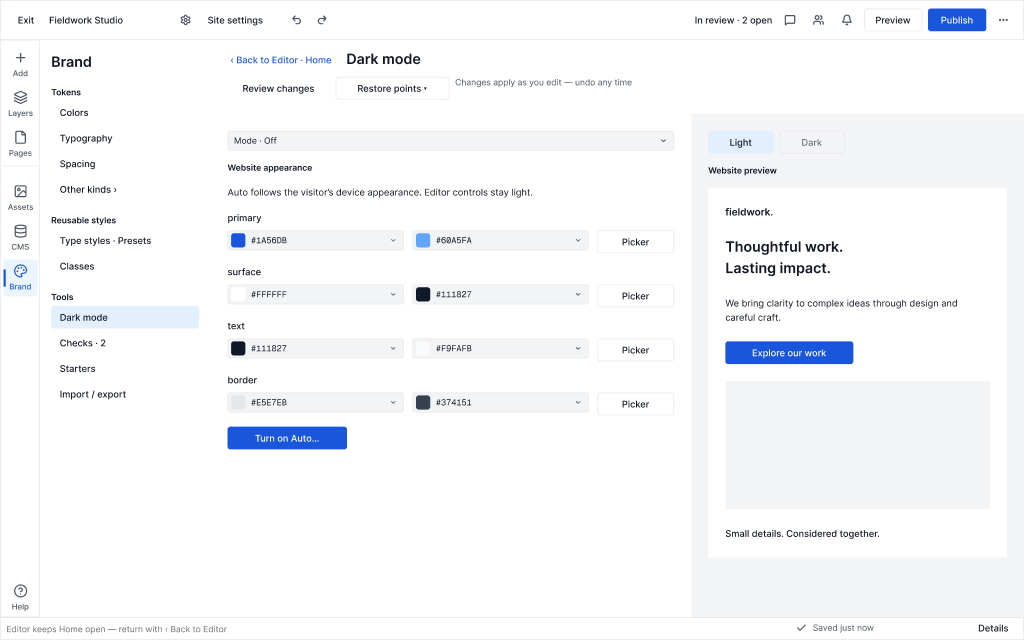 Exit
Fieldwork Studio
Site settings
In review · 2 open
Preview
Publish
Add
Layers
Pages
Assets
CMS
Brand
Help
Brand
Tokens
Colors
Typography
Spacing
Other kinds ›
Reusable styles
Type styles · Presets
Classes
Tools
Dark mode
Checks · 2
Starters
Import / export
‹ Back to Editor · Home
Dark mode
Review changes
Restore points ▾
Changes apply as you edit — undo any time
Mode · Off
Website appearance
Auto follows the visitor's device appearance. Editor controls stay light.
primary
#1A56DB
#60A5FA
Picker
surface
#FFFFFF
#111827
Picker
text
#111827
#F9FAFB
Picker
border
#E5E7EB
#374151
Picker
Turn on Auto…
Light
Dark
Website preview
fieldwork.
Thoughtful work.
Lasting impact.
We bring clarity to complex ideas through design and
careful craft.
Explore our work
Small details. Considered together.
Editor keeps Home open — return with ‹ Back to Editor
Saved just now
Details